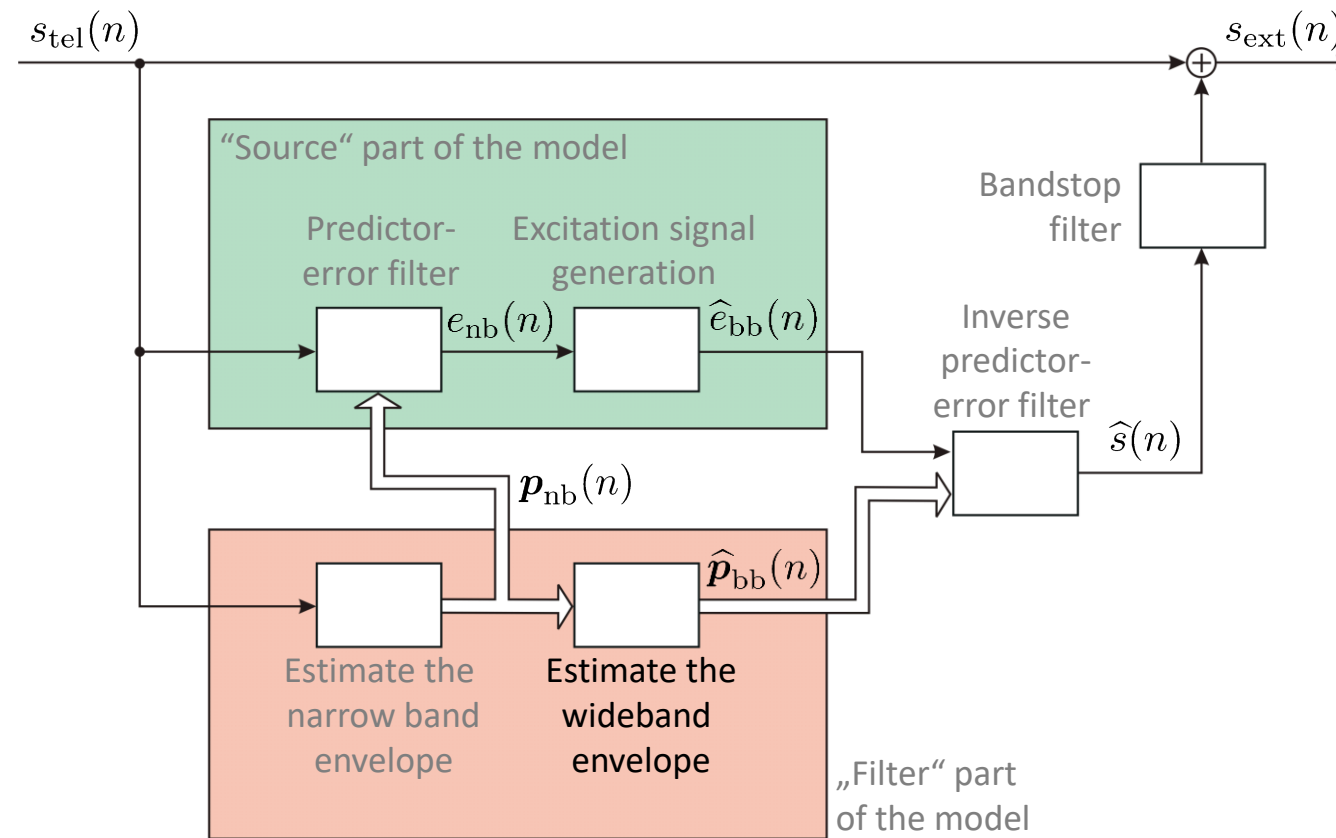 s_tel(n)
s_ext(n)
+
“Source“ part of the model
Bandstop
filter
Predictor-
error filter
Excitation signal
generation
e_nb(n)
ê_bb(n)
Inverse
predictor-
error filter
ŝ(n)
p_nb(n)
p̂_bb(n)
Estimate the
narrow band
envelope
Estimate the
wideband
envelope
„Filter“ part
of the model